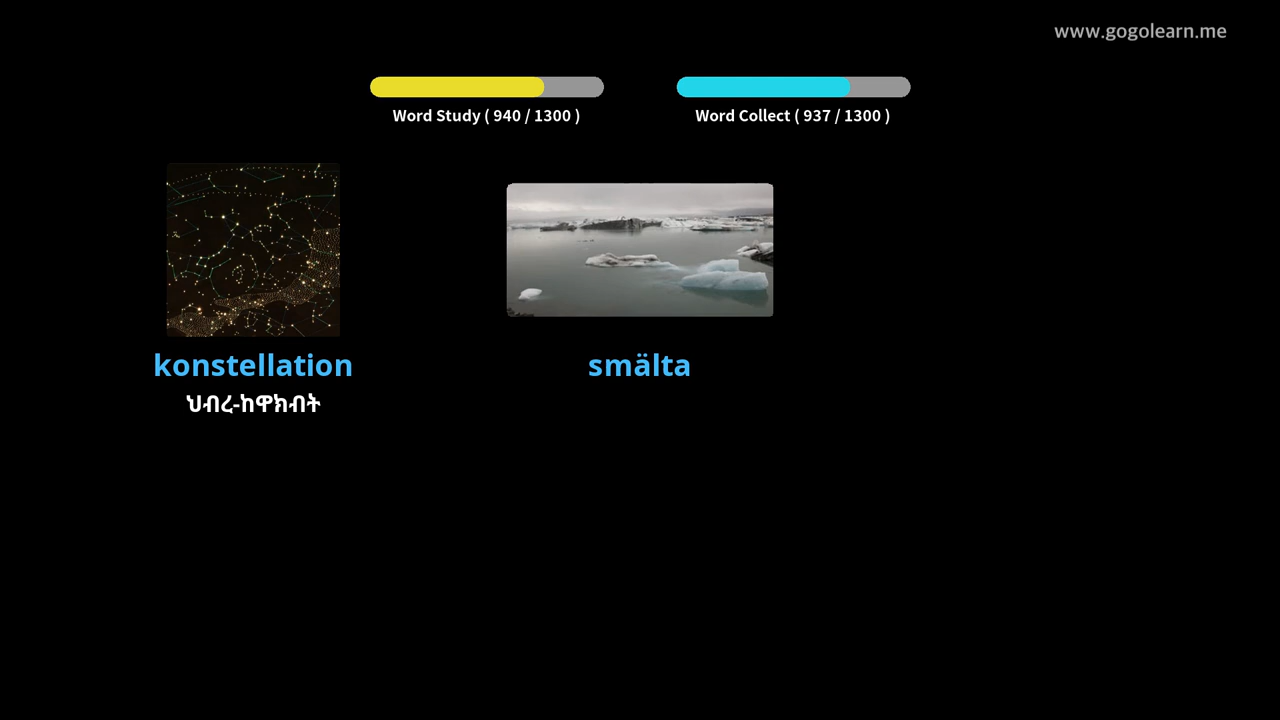 www.gogolearn.me
Word Study ( 940 / 1300 )
Word Collect ( 937 / 1300 )
konstellation
ህብረ-ከዋክብት
smälta